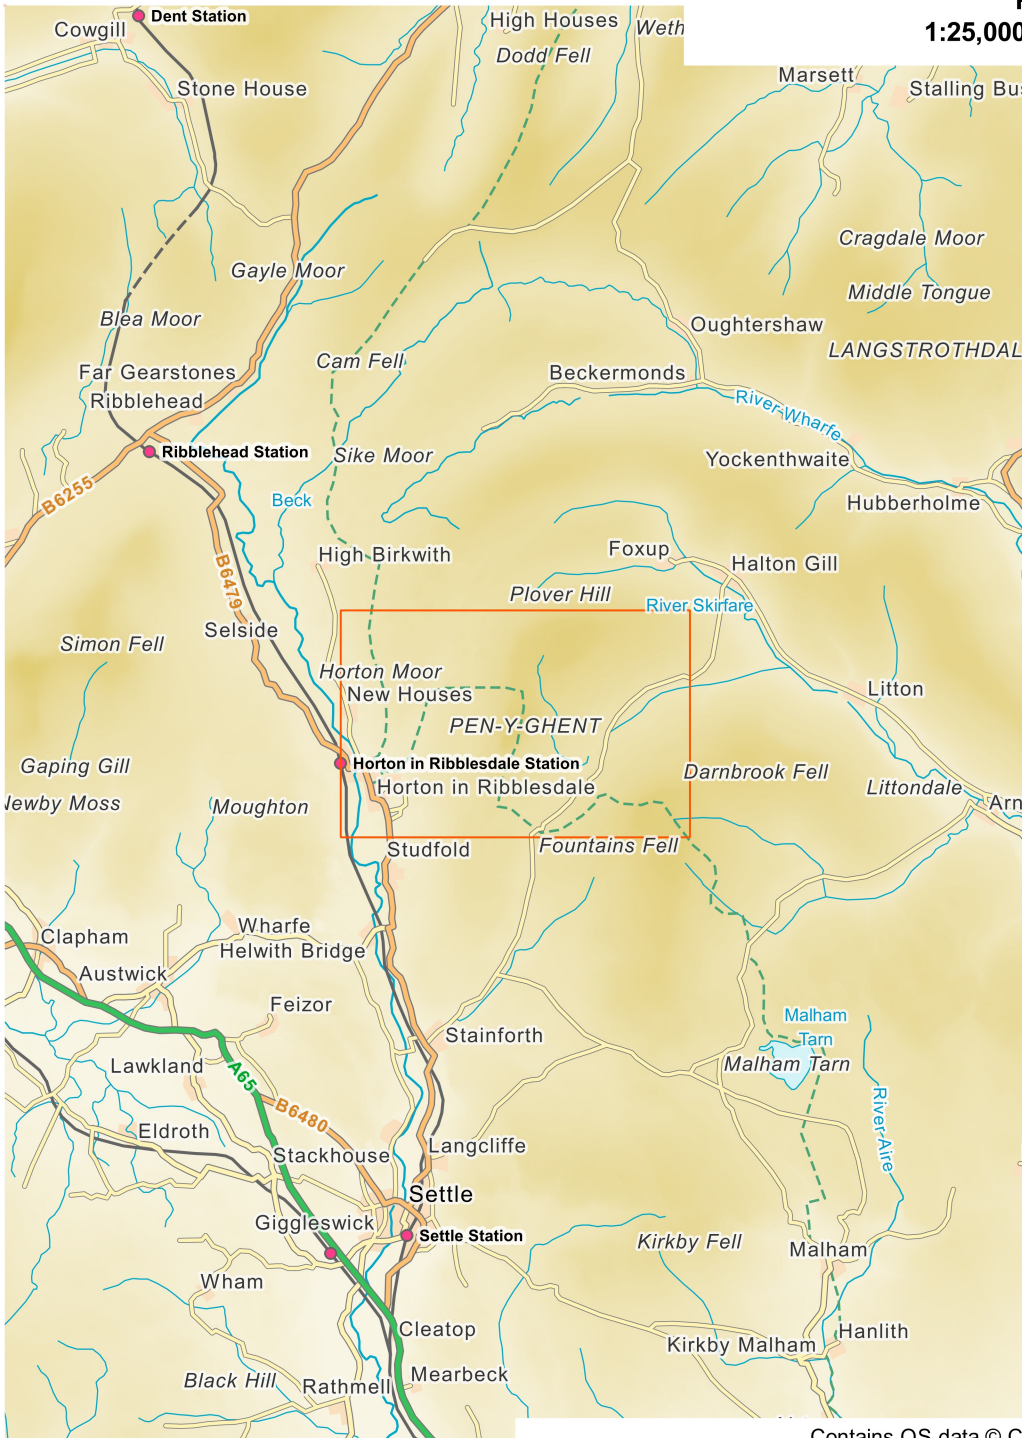 Dent Station
High Houses
Cowgill
Dodd Fell
1:25,000
Marsett
Stone House
Cragdale Moor
Gayle Moor
Middle Tongue
Blea Moor
Oughtershaw
LANGSTROTHDAL
Cam Fell
Far Gearstones
Beckermonds
Ribblehead
River Wharfe
Ribblehead Station
Sike Moor
Yockenthwaite
B6255
Beck
Hubberholme
High Birkwith
Foxup
Halton Gill
B6479
Plover Hill
River Skirfare
Selside
Simon Fell
Horton Moor
New Houses
Litton
PEN-Y-GHENT
Gaping Gill
Horton in Ribblesdale Station
Darnbrook Fell
Horton in Ribblesdale
Littondale
Newby Moss
Moughton
Arn
Studfold
Fountains Fell
Wharfe
Clapham
Helwith Bridge
Austwick
Feizor
Malham
Tarn
Stainforth
Malham Tarn
Lawkland
A65
B6480
River Aire
Eldroth
Langcliffe
Stackhouse
Settle
Giggleswick
Settle Station
Kirkby Fell
Malham
Wham
Cleatop
Hanlith
Kirkby Malham
Mearbeck
Black Hill
Rathmell
Contains OS data © C